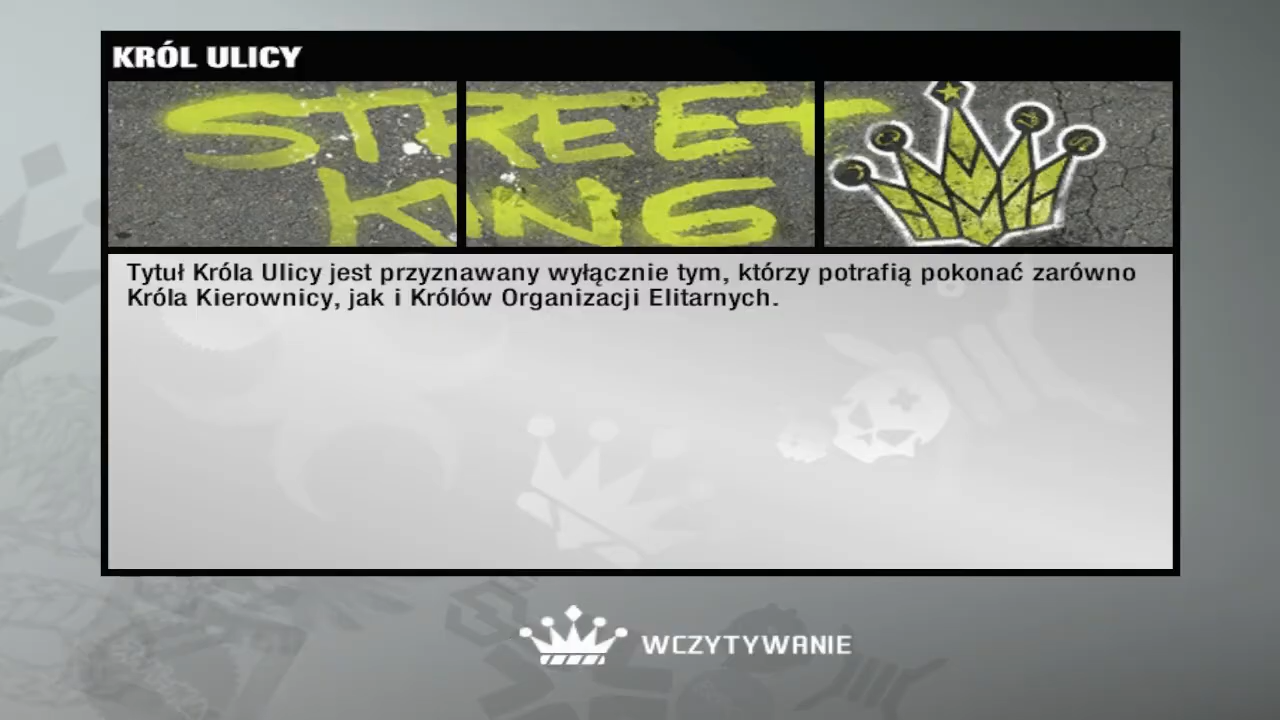 KRÓL ULICY
STREET
KING
Tytuł Króla Ulicy jest przyznawany wyłącznie tym, którzy potrafią pokonać zarówno
Króla Kierownicy, jak i Królów Organizacji Elitarnych.
WCZYTYWANIE